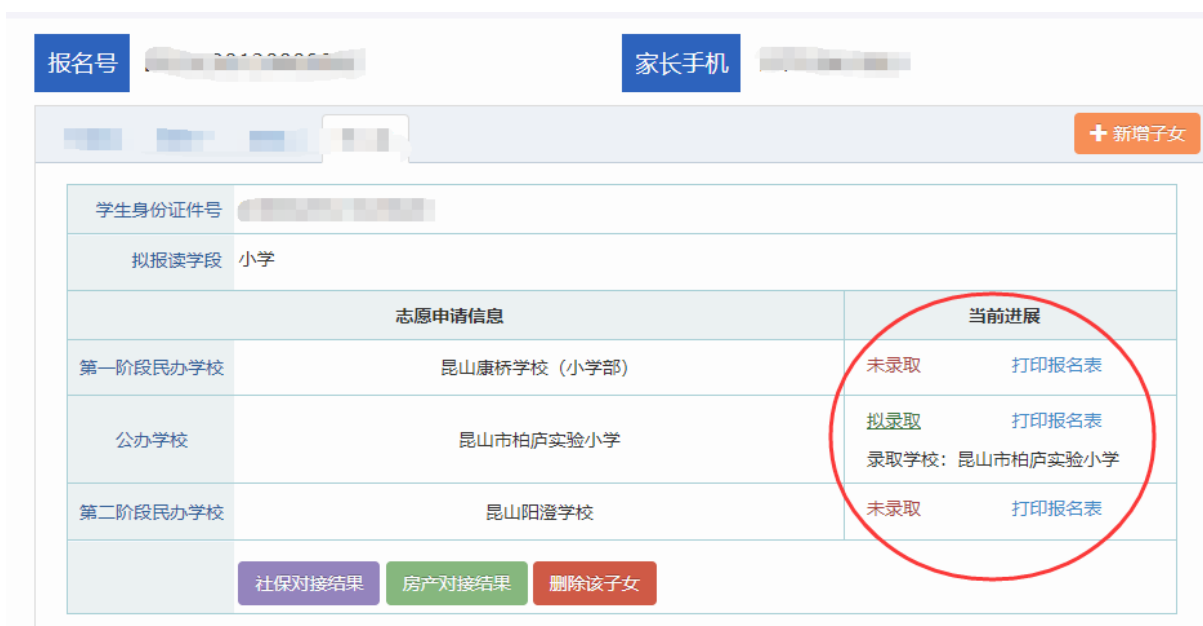 报名号
家长手机
新增子女
学生身份证件号
拟报读学段 小学
志愿申请信息 当前进展
第一阶段民办学校 昆山康桥学校（小学部） 未录取 打印报名表
公办学校 昆山市柏庐实验小学 拟录取 打印报名表
录取学校：昆山市柏庐实验小学
第二阶段民办学校 昆山阳澄学校 未录取 打印报名表
社保对接结果 房产对接结果 删除该子女